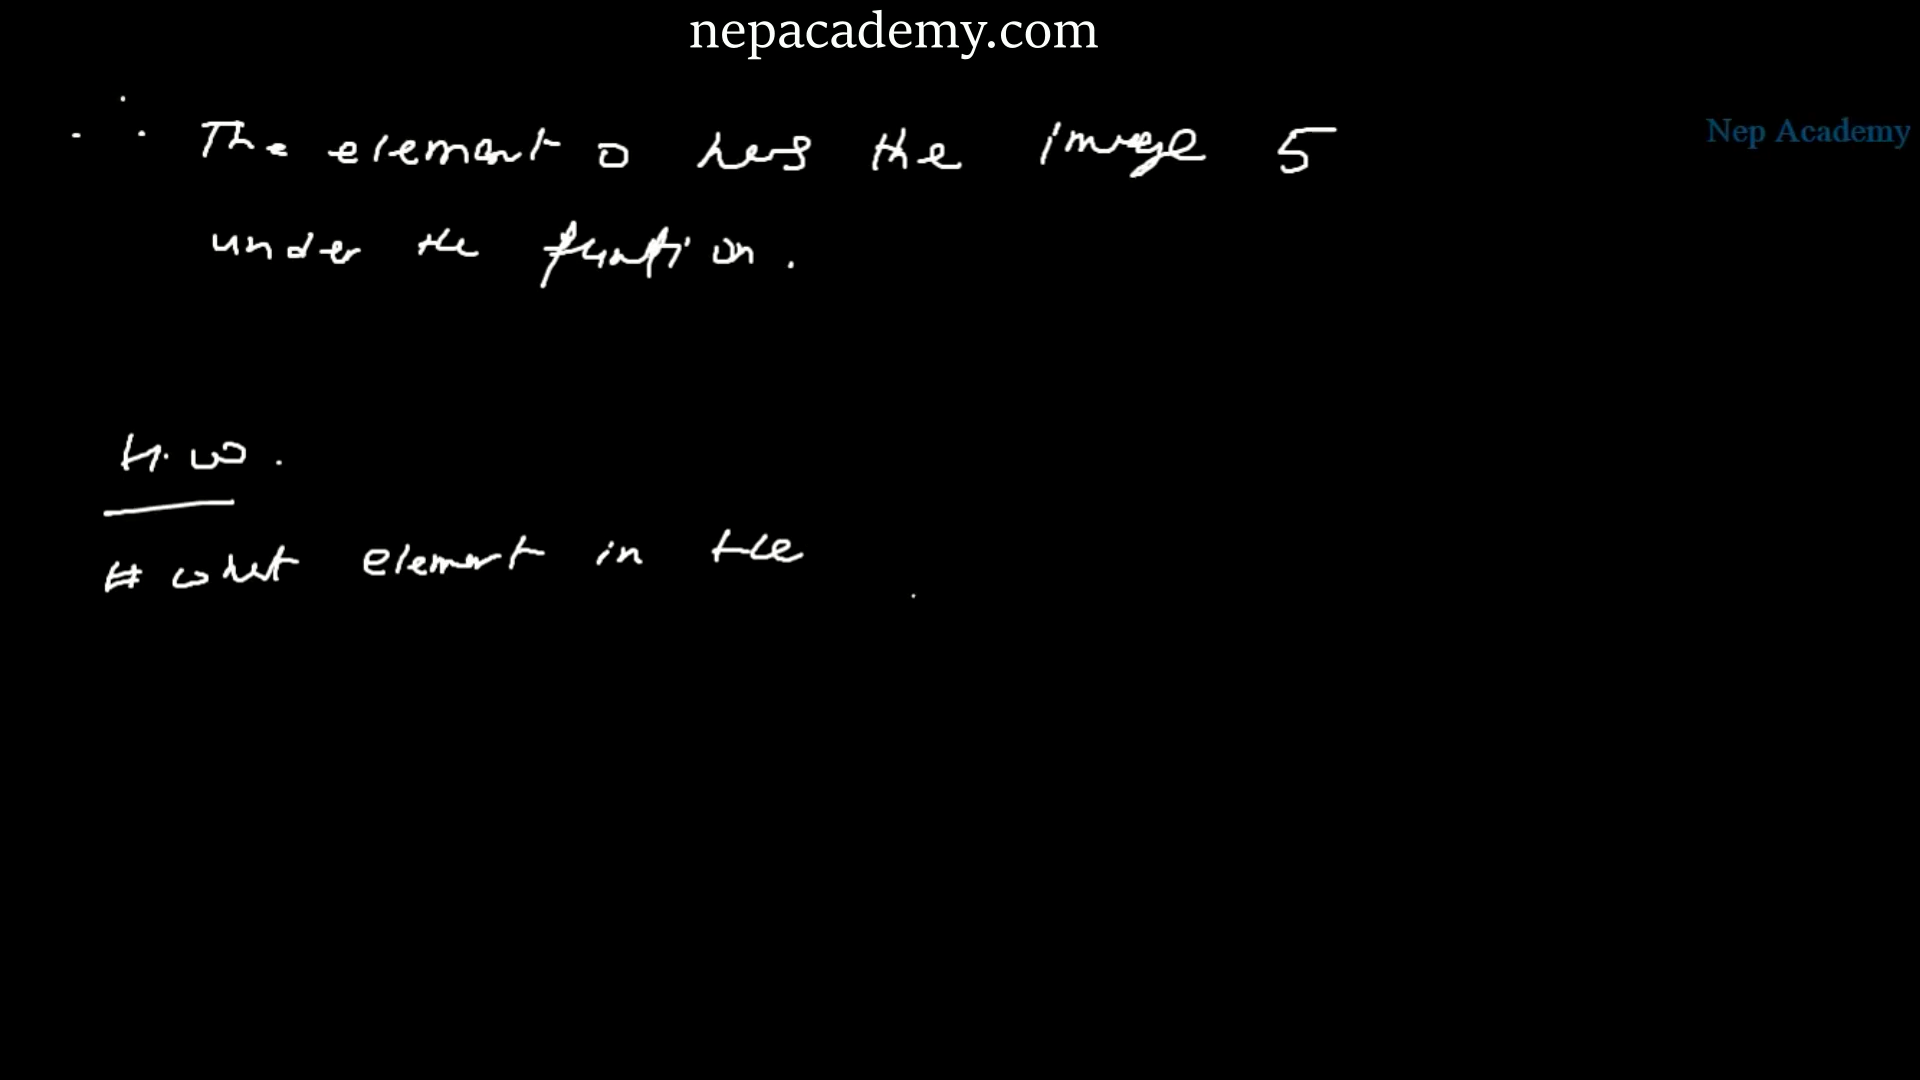 nepacademy.com
Nep Academy
∴ The element 0 has the image 5
under the function.
H.W.
# what element in the